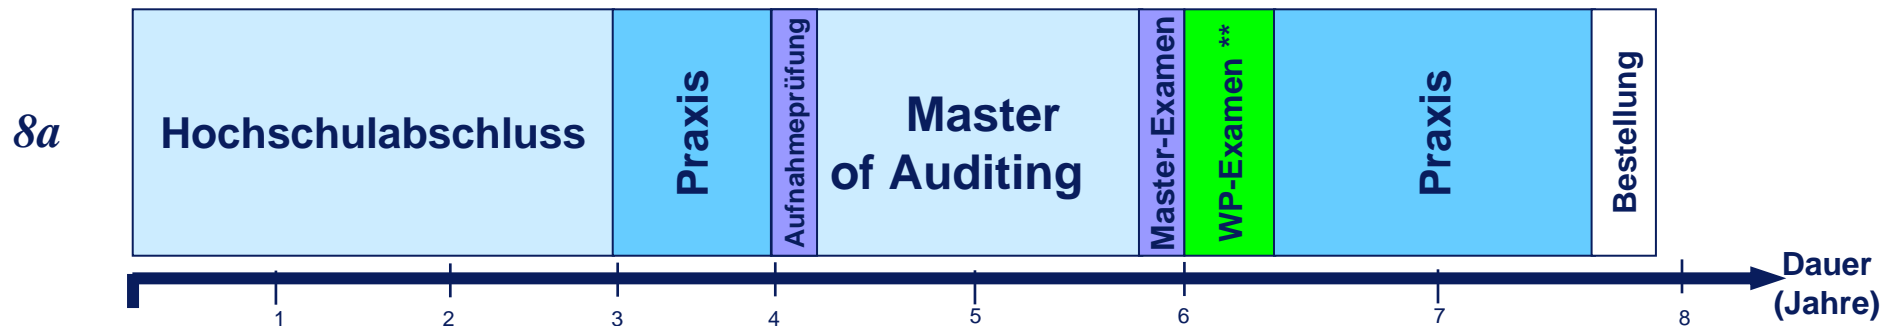 8a
Hochschulabschluss
Praxis
Aufnahmeprüfung
Master
of Auditing
Master-Examen
WP-Examen **
Praxis
Bestellung
1
2
3
4
5
6
7
8
Dauer
(Jahre)